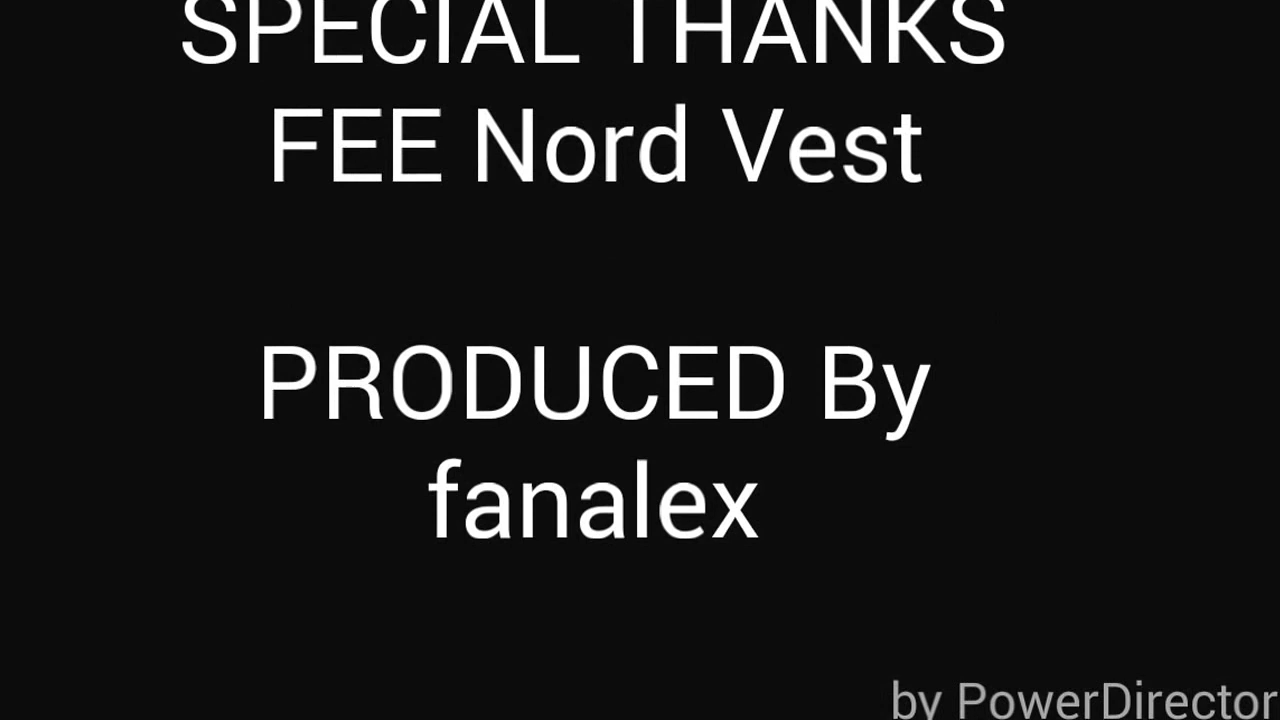 SPECIAL THANKS
FEE Nord Vest
PRODUCED By
fanalex
by PowerDirector